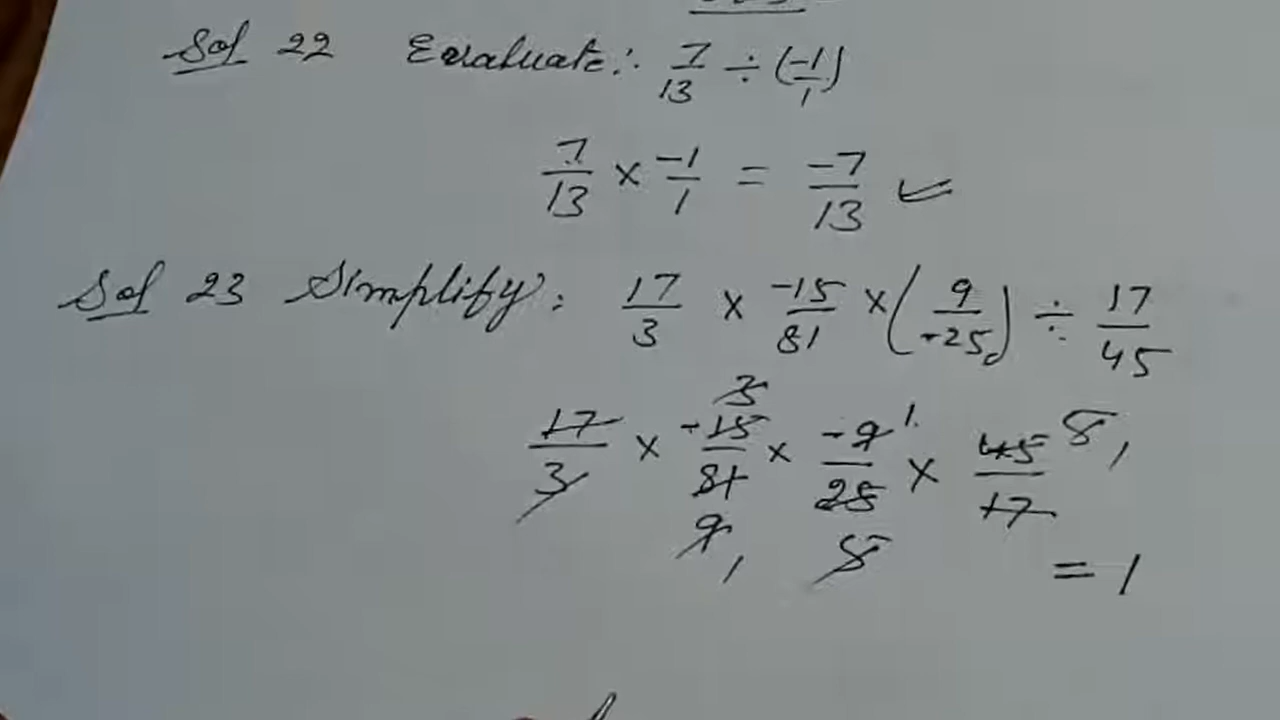 Sol 22 Evaluate:- 7/13 ÷ (-1/1)
7/13 × -1/1 = -7/13 ✓
Sol 23 Simplify: 17/3 × -15/81 × (9/-25) ÷ 17/45
17/3 × -15/81 × -9/25 × 45/17
= 1